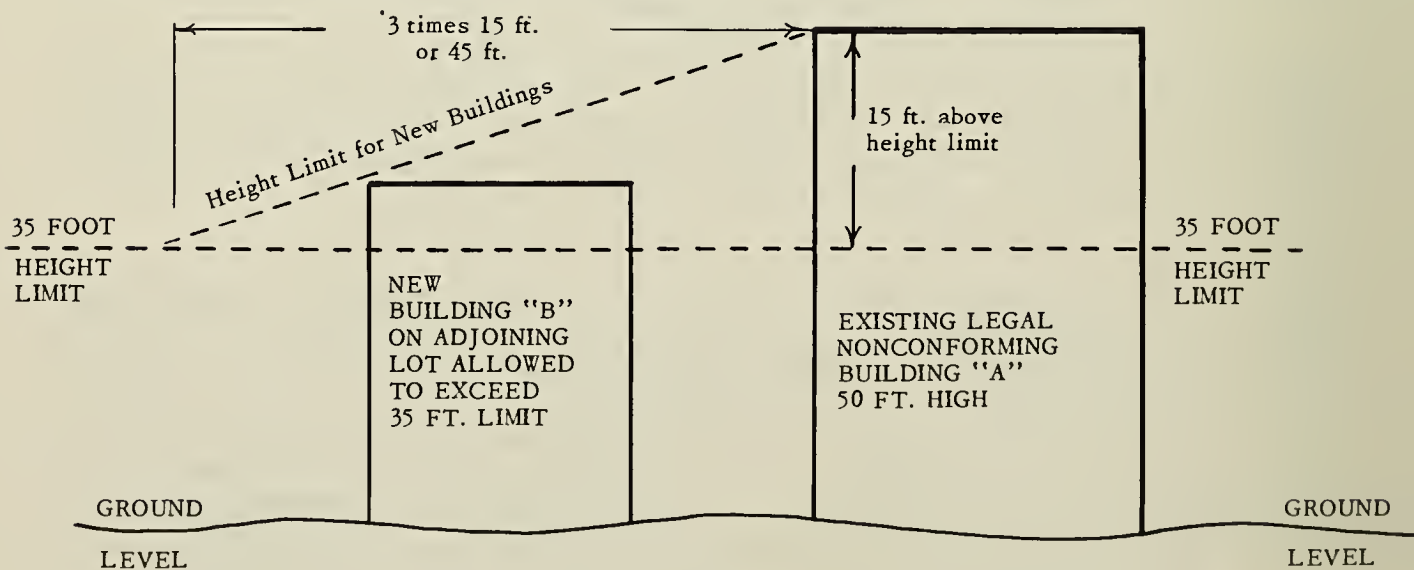 3 times 15 ft.
or 45 ft.
Height Limit for New Buildings
15 ft. above
height limit
35 FOOT
HEIGHT
LIMIT
35 FOOT
HEIGHT
LIMIT
NEW
BUILDING "B"
ON ADJOINING
LOT ALLOWED
TO EXCEED
35 FT. LIMIT
EXISTING LEGAL
NONCONFORMING
BUILDING "A"
50 FT. HIGH
GROUND
LEVEL
GROUND
LEVEL